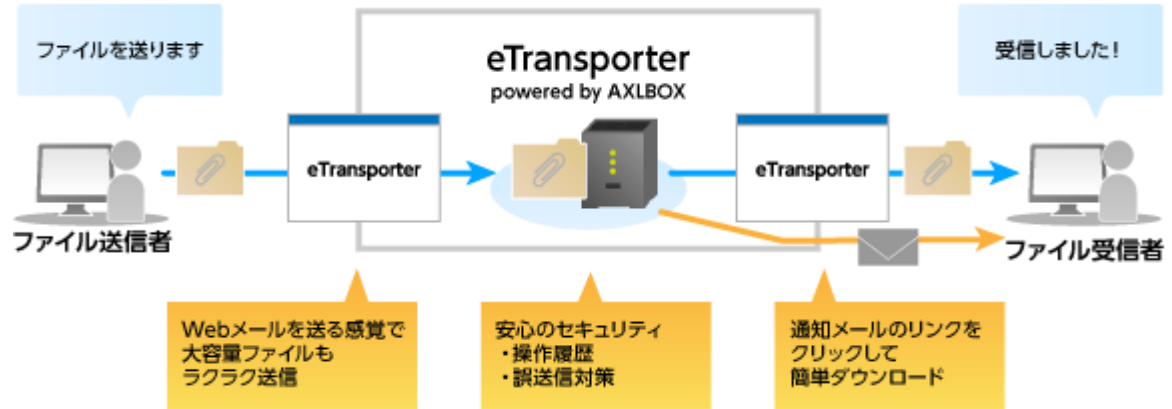 ファイルを送ります
eTransporter
powered by AXLBOX
受信しました!
eTransporter
eTransporter
ファイル送信者
ファイル受信者
Webメールを送る感覚で
大容量ファイルも
ラクラク送信
安心のセキュリティ
・操作履歴
・誤送信対策
通知メールのリンクを
クリックして
簡単ダウンロード